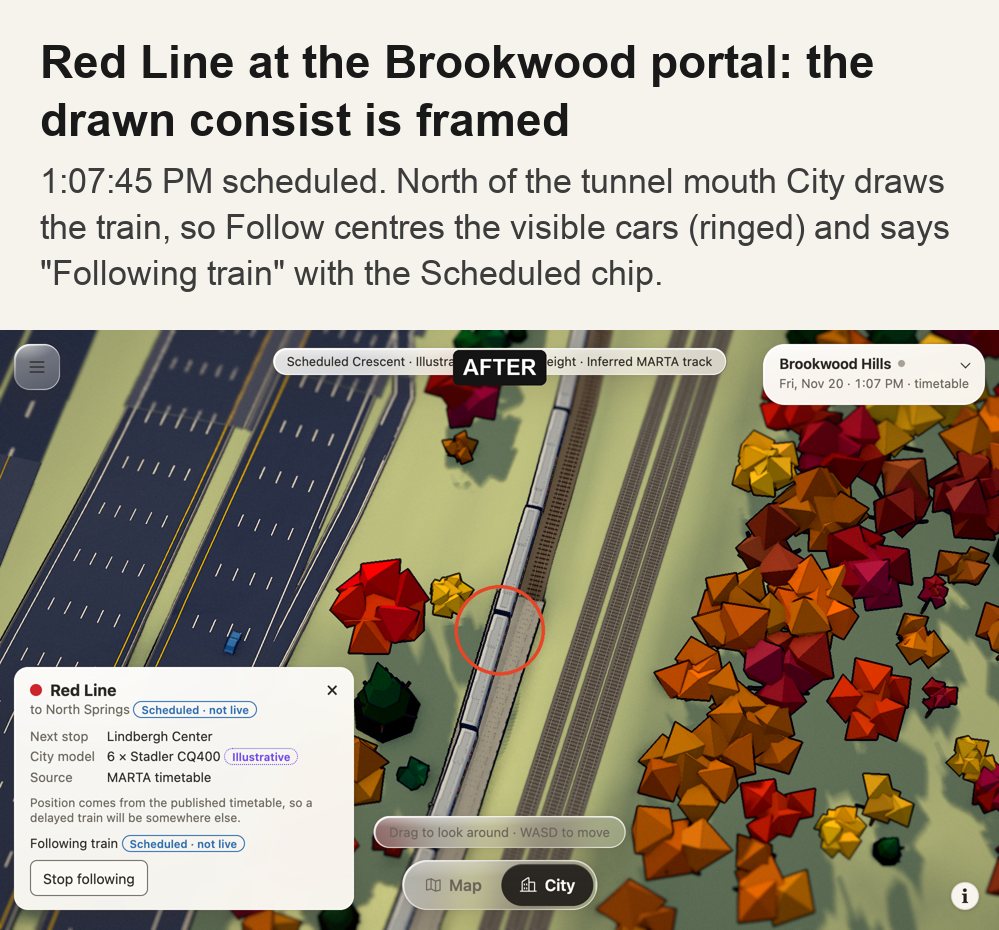 Red Line at the Brookwood portal: the
drawn consist is framed
1:07:45 PM scheduled. North of the tunnel mouth City draws
the train, so Follow centres the visible cars (ringed) and says
"Following train" with the Scheduled chip.
Scheduled Crescent · Illustra
AFTER
eight · Inferred MARTA track
Brookwood Hills
Fri, Nov 20 · 1:07 PM · timetable
Red Line
to North Springs Scheduled · not live
Next stop Lindbergh Center
City model 6 × Stadler CQ400 Illustrative
Source MARTA timetable
Position comes from the published timetable, so a
delayed train will be somewhere else.
Following train Scheduled · not live
Stop following
Drag to look around · WASD to move
Map
City
i